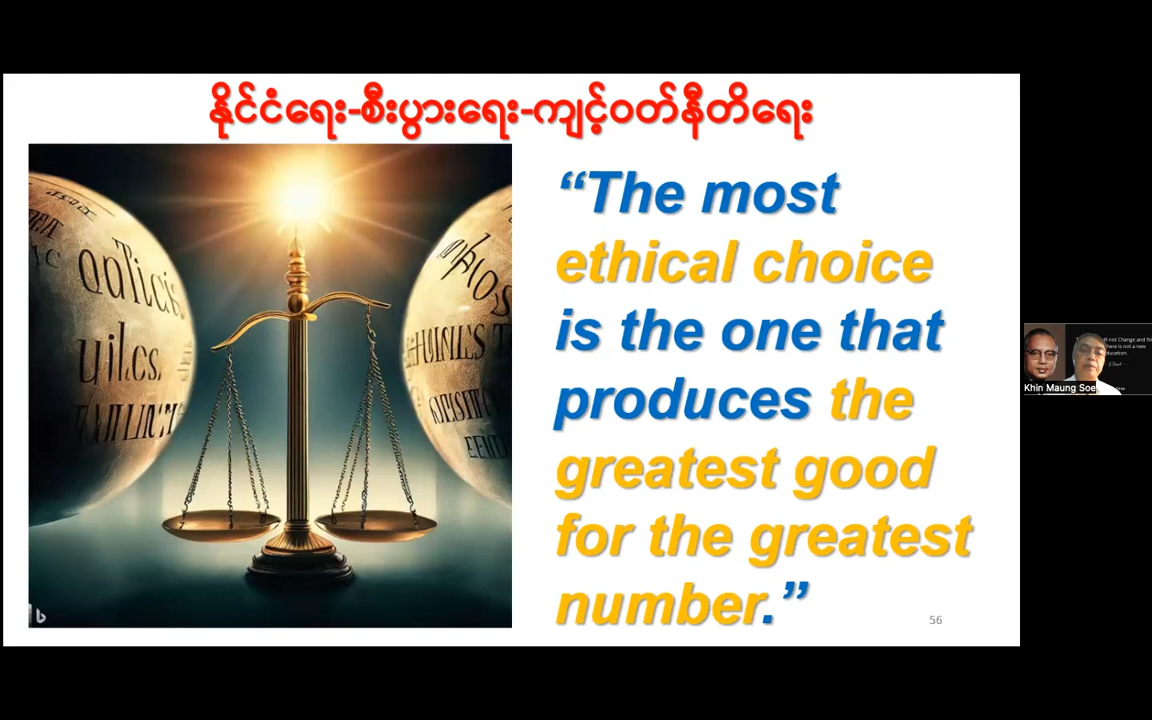 နိုင်ငံရေး-စီးပွားရေး-ကျင့်ဝတ်နီတိရေး
“The most
ethical choice
is the one that
produces the
greatest good
for the greatest
number.”
56
Khin Maung Soe